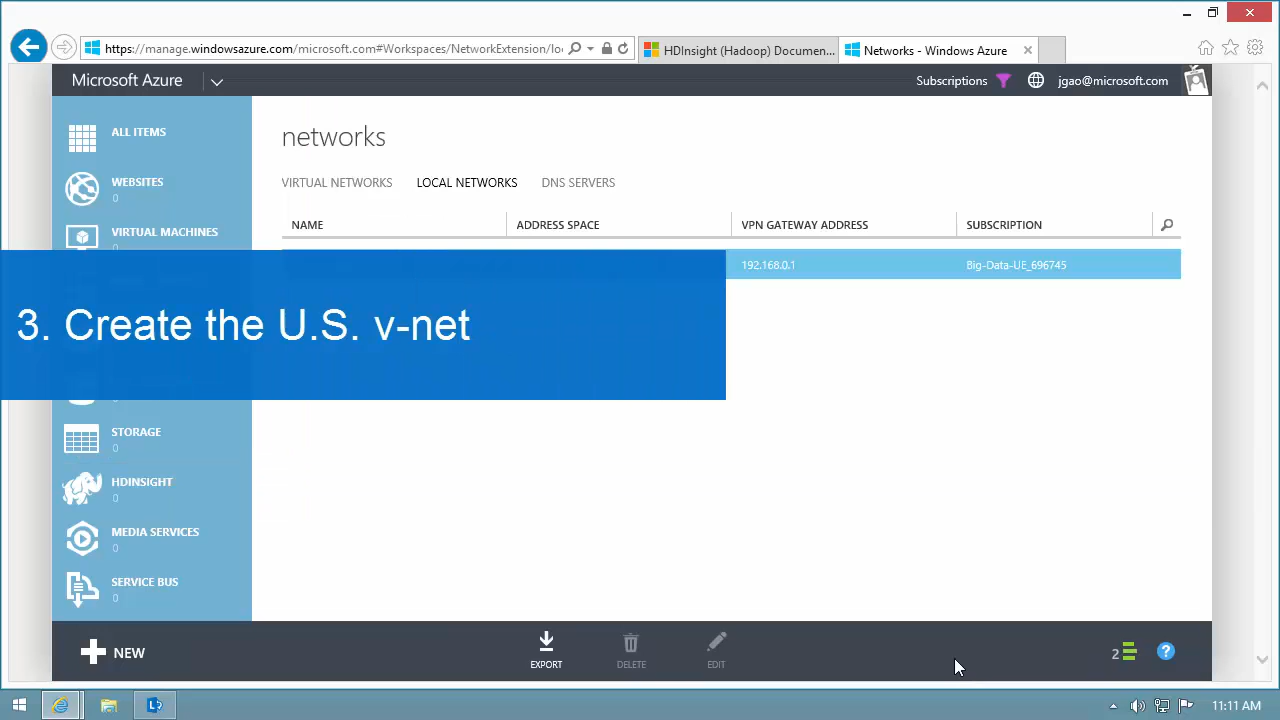 https://manage.windowsazure.com/microsoft.com#Workspaces/NetworkExtension/lo
HDInsight (Hadoop) Documen...
Networks - Windows Azure
Microsoft Azure
Subscriptions
jgao@microsoft.com
ALL ITEMS
WEBSITES
0
VIRTUAL MACHINES
STORAGE
0
HDINSIGHT
0
MEDIA SERVICES
0
SERVICE BUS
0
networks
VIRTUAL NETWORKS LOCAL NETWORKS DNS SERVERS
NAME ADDRESS SPACE VPN GATEWAY ADDRESS SUBSCRIPTION
192.168.0.1 Big-Data-UE_696745
3. Create the U.S. v-net
NEW
EXPORT
DELETE
EDIT
2
?
11:11 AM